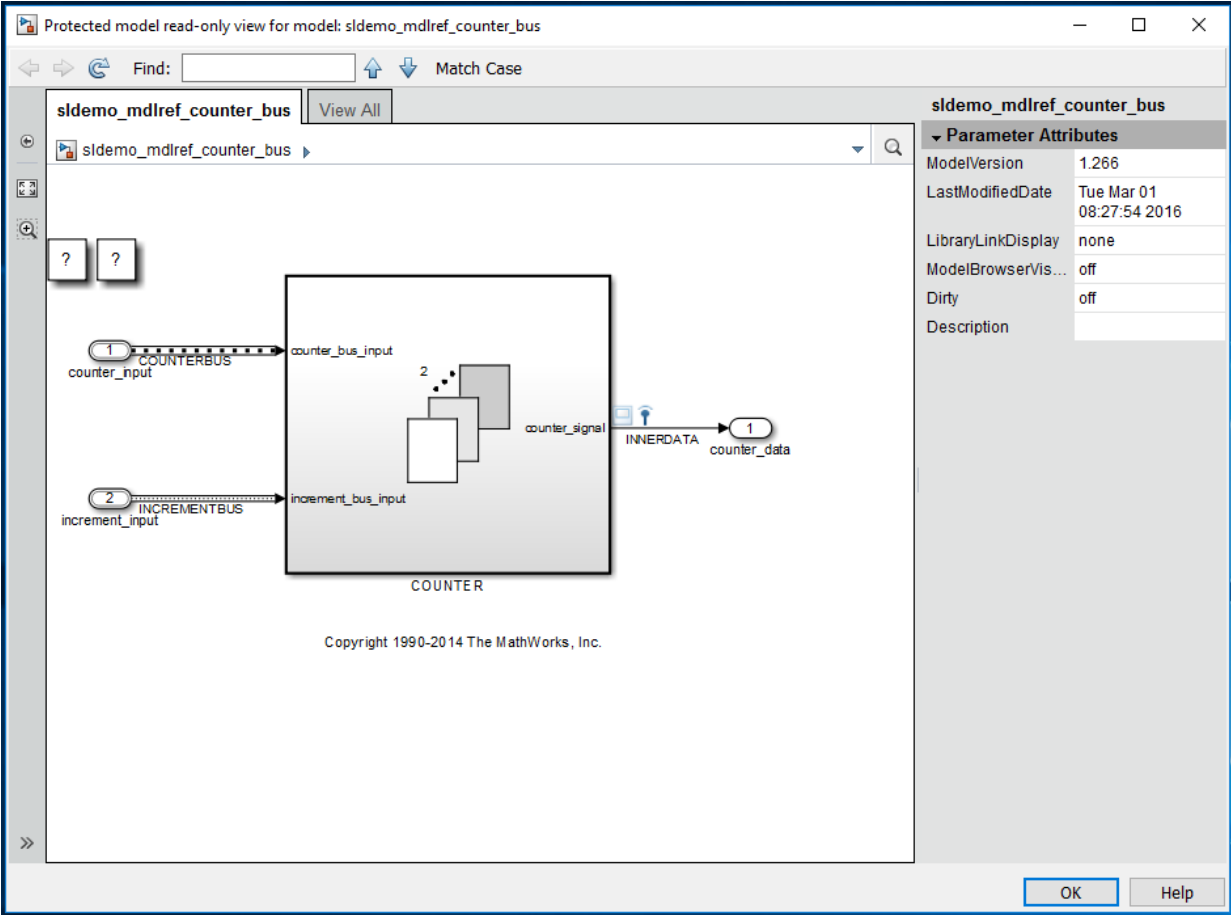 Protected model read-only view for model: sldemo_mdlref_counter_bus
Find:
Match Case
sldemo_mdlref_counter_bus
View All
sldemo_mdlref_counter_bus
?
?
1
COUNTERBUS
counter_input
counter_bus_input
2
counter_signal
INNERDATA
1
counter_data
2
INCREMENTBUS
increment_input
increment_bus_input
COUNTER
Copyright 1990-2014 The MathWorks, Inc.
sldemo_mdlref_counter_bus
Parameter Attributes
ModelVersion 1.266
LastModifiedDate Tue Mar 01
08:27:54 2016
LibraryLinkDisplay none
ModelBrowserVis... off
Dirty off
Description
OK
Help